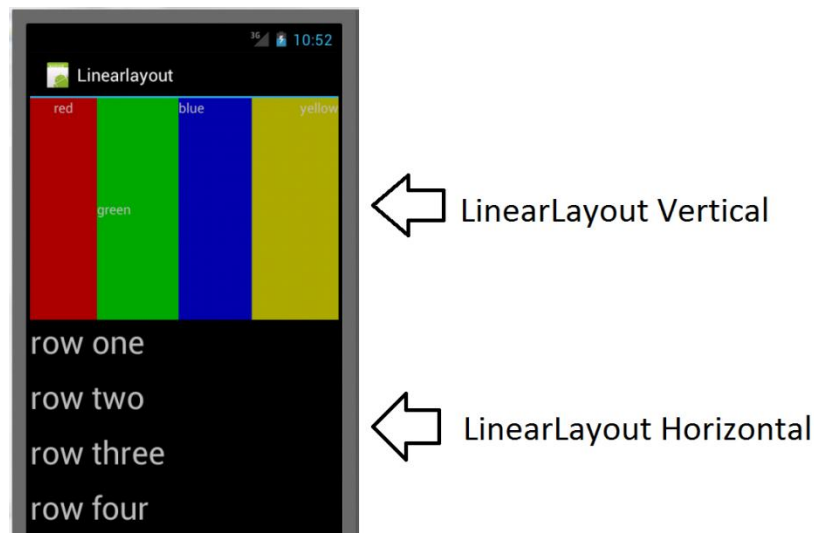 3G 10:52
Linearlayout
red blue yellow
green
LinearLayout Vertical
row one
row two
row three
row four
LinearLayout Horizontal